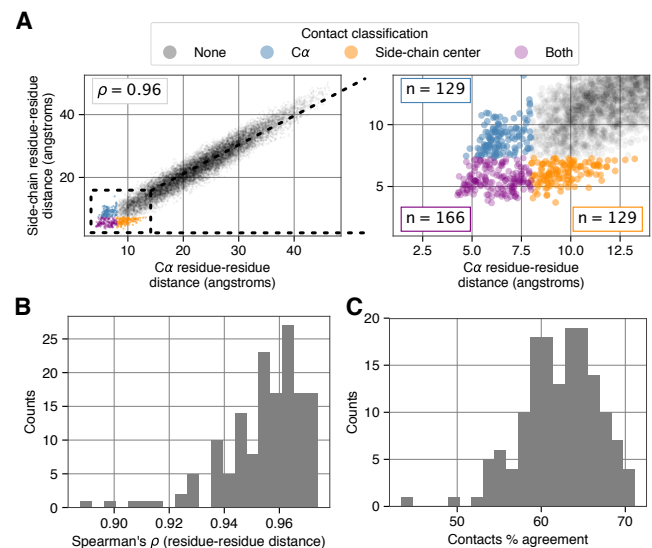 A
Contact classification
None Cα Side-chain center Both
Side-chain residue-residue
distance (angstroms)
ρ = 0.96
40
20
10 20 30 40
Cα residue-residue
distance (angstroms)
n = 129
10
5
n = 166
n = 129
2.5 5.0 7.5 10.0 12.5
Cα residue-residue
distance (angstroms)
B
Counts
25
20
15
10
5
0
0.90 0.92 0.94 0.96
Spearman's ρ (residue-residue distance)
C
Counts
20
15
10
5
0
50 60 70
Contacts % agreement